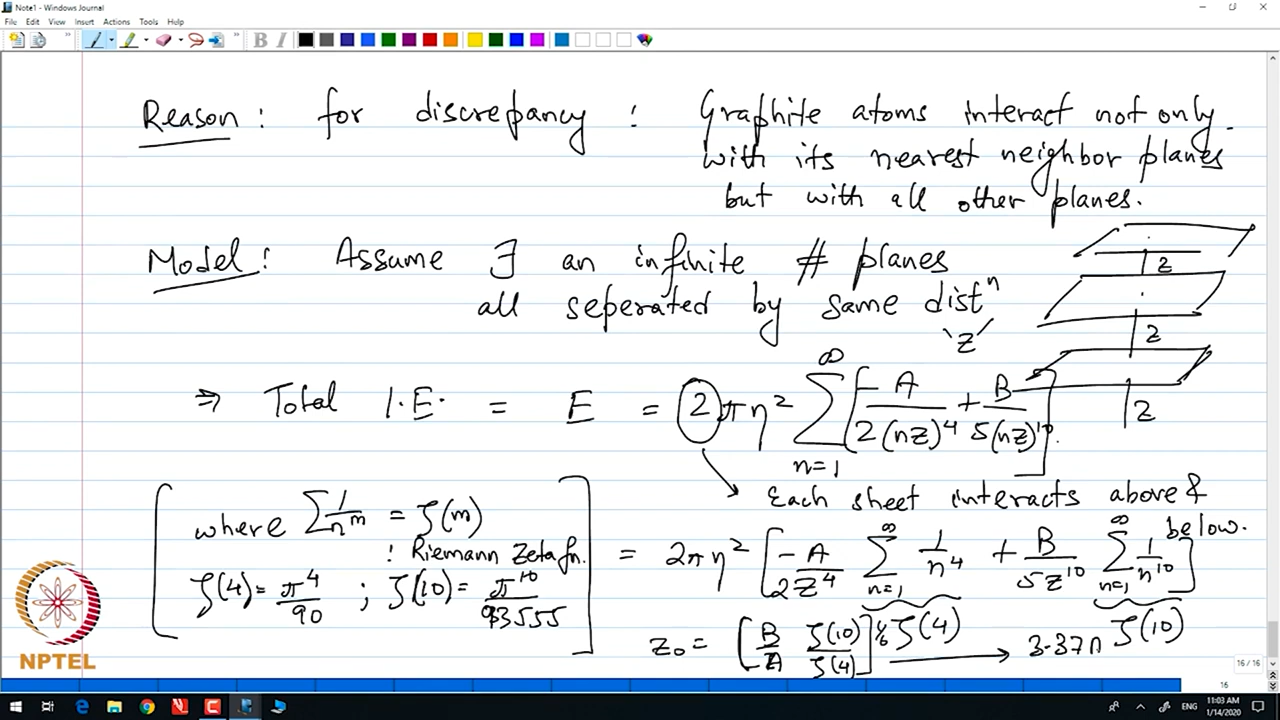 Note1 - Windows Journal
File Edit View Insert Actions Tools Help
B I
Reason : for discrepancy : Graphite atoms interact not only
with its nearest neighbor planes
but with all other planes.
Model : Assume ∃ an infinite # planes
all seperated by same distⁿ
'z'
z
z
z
⇒ Total I.E. = E = 2πη² ∑_{n=1}^{∞} [-A/2(nz)⁴ + B/5(nz)¹⁰].
Each sheet interacts above & below.
[where ∑ 1/n^m = ζ(m)
: Riemann Zeta fn.
ζ(4) = π⁴/90 ; ζ(10) = π¹⁰/93555]
= 2πη² [-A/2z⁴ ∑_{n=1}^{∞} 1/n⁴ + B/5z¹⁰ ∑_{n=1}^{∞} 1/n¹⁰]
ζ(4) ζ(10)
z₀ = [B/A ζ(10)/ζ(4)]^{1/6} → 3.37Å
NPTEL
16 / 16
16
ENG
11:03 AM
1/14/2020